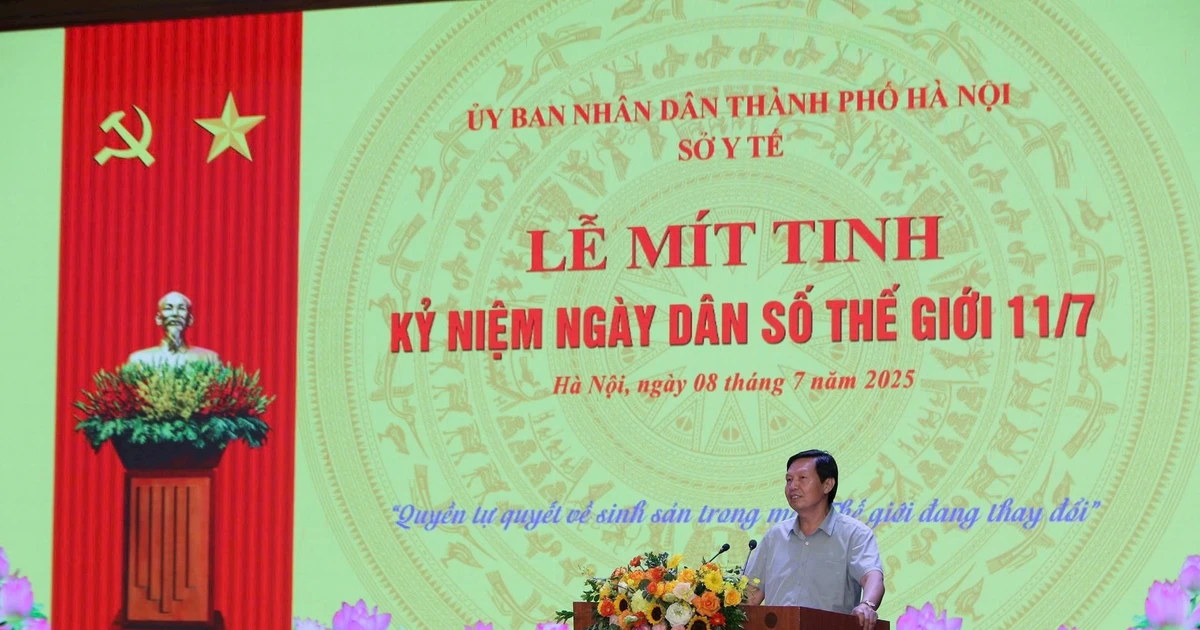 ỦY BAN NHÂN DÂN THÀNH PHỐ HÀ NỘI
SỞ Y TẾ
LỄ MÍT TINH
KỶ NIỆM NGÀY DÂN SỐ THẾ GIỚI 11/7
Hà Nội, ngày 08 tháng 7 năm 2025
“Quyền tự quyết về sinh sản trong giới đang thay đổi”